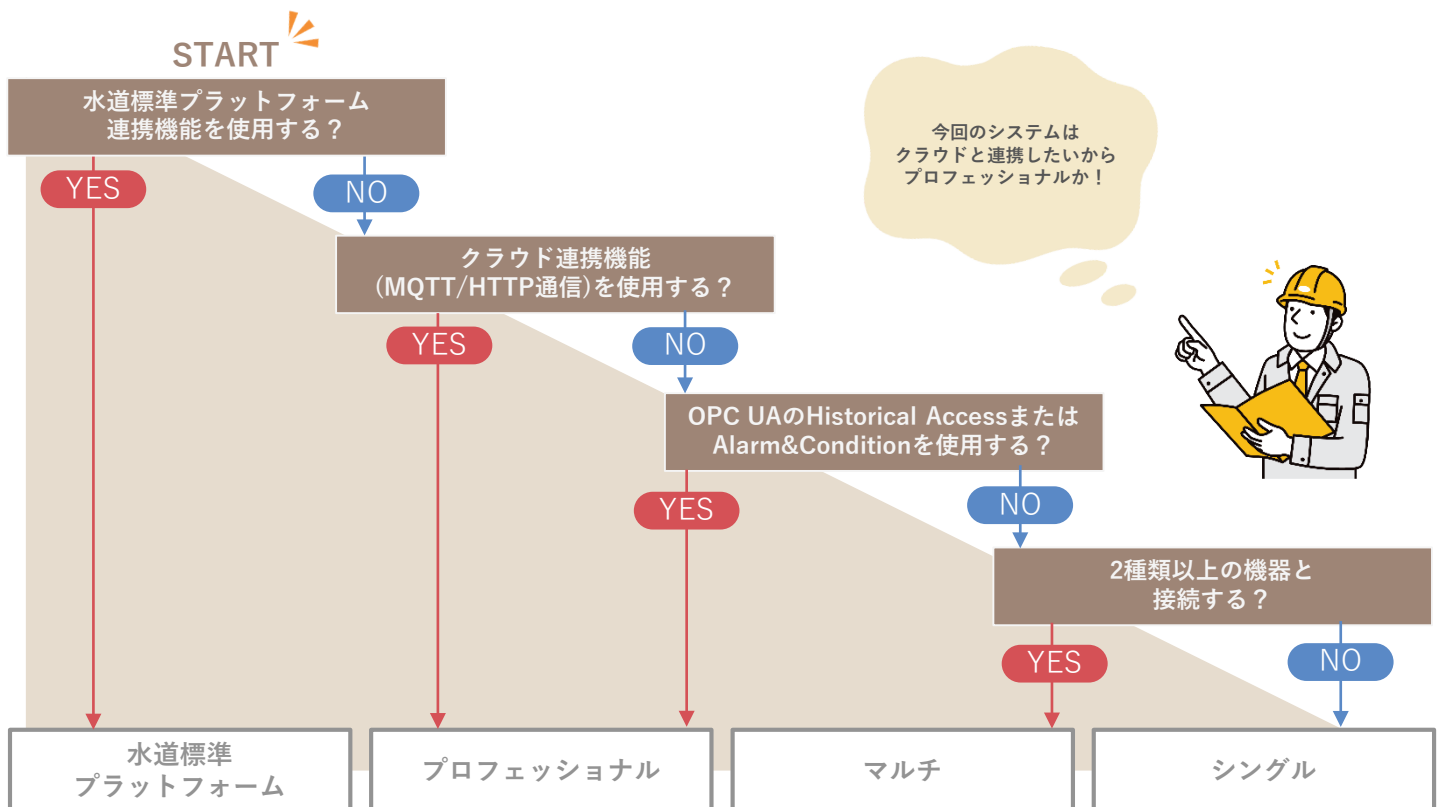 START
水道標準プラットフォーム
連携機能を使用する？
YES
NO
今回のシステムは
クラウドと連携したいから
プロフェッショナルか！
クラウド連携機能
(MQTT/HTTP通信)を使用する？
YES
NO
OPC UAのHistorical Accessまたは
Alarm&Conditionを使用する？
YES
NO
2種類以上の機器と
接続する？
YES
NO
水道標準
プラットフォーム
プロフェッショナル
マルチ
シングル